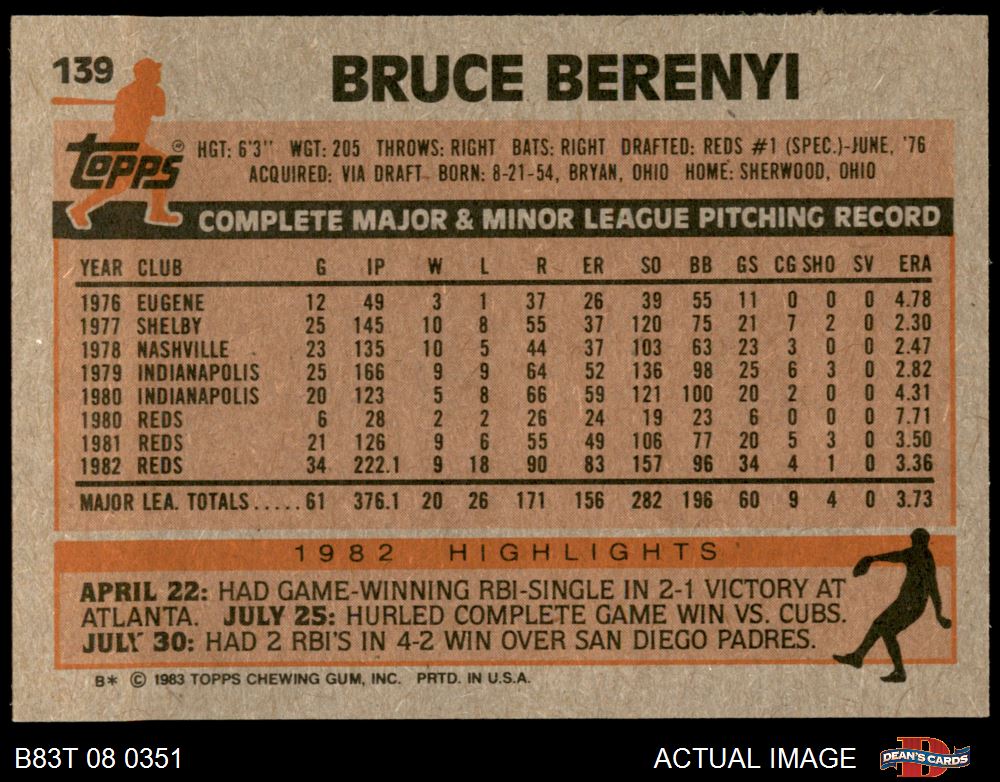 139
BRUCE BERENYI
Topps®
HGT: 6'3" WGT: 205 THROWS: RIGHT BATS: RIGHT DRAFTED: REDS #1 (SPEC.)-JUNE, '76
ACQUIRED: VIA DRAFT BORN: 8-21-54, BRYAN, OHIO HOME: SHERWOOD, OHIO
COMPLETE MAJOR & MINOR LEAGUE PITCHING RECORD
YEAR CLUB G IP W L R ER SO BB GS CG SHO SV ERA
1976 EUGENE 12 49 3 1 37 26 39 55 11 0 0 0 4.78
1977 SHELBY 25 145 10 8 55 37 120 75 21 7 2 0 2.30
1978 NASHVILLE 23 135 10 5 44 37 103 63 23 3 0 0 2.47
1979 INDIANAPOLIS 25 166 9 9 64 52 136 98 25 6 3 0 2.82
1980 INDIANAPOLIS 20 123 5 8 66 59 121 100 20 2 0 0 4.31
1980 REDS 6 28 2 2 26 24 19 23 6 0 0 0 7.71
1981 REDS 21 126 9 6 55 49 106 77 20 5 3 0 3.50
1982 REDS 34 222.1 9 18 90 83 157 96 34 4 1 0 3.36
MAJOR LEA. TOTALS.....61 376.1 20 26 171 156 282 196 60 9 4 0 3.73
1982 HIGHLIGHTS
APRIL 22: HAD GAME-WINNING RBI-SINGLE IN 2-1 VICTORY AT
ATLANTA. JULY 25: HURLED COMPLETE GAME WIN VS. CUBS.
JULY 30: HAD 2 RBI'S IN 4-2 WIN OVER SAN DIEGO PADRES.
B* © 1983 TOPPS CHEWING GUM, INC. PRTD. IN U.S.A.
B83T 08 0351 ACTUAL IMAGE DEAN'S CARDS